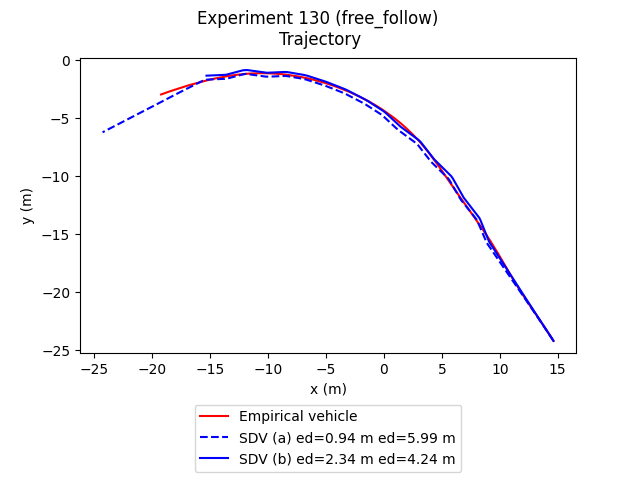 Experiment 130 (free_follow)
Trajectory
0
−5
−10
−15
−20
−25
y (m)
−25 −20 −15 −10 −5 0 5 10 15
x (m)
Empirical vehicle
SDV (a) ed=0.94 m ed=5.99 m
SDV (b) ed=2.34 m ed=4.24 m